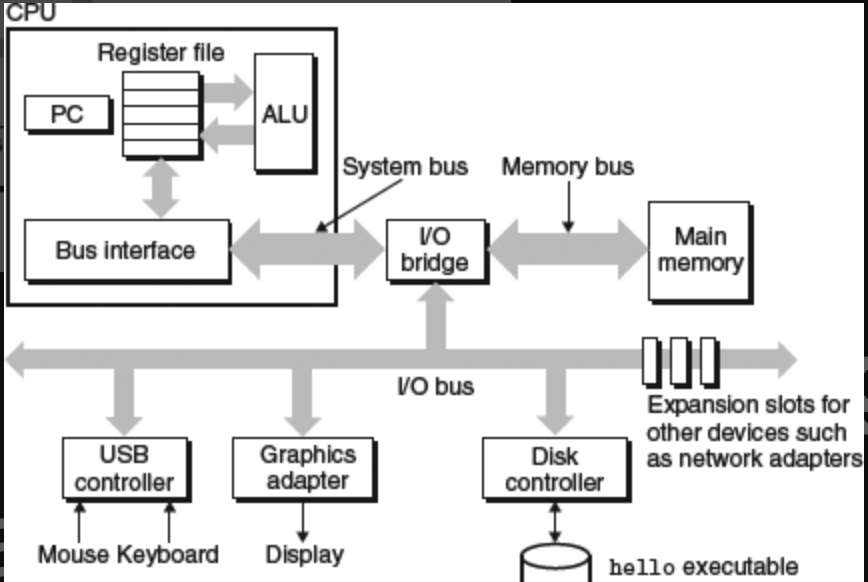 CPU
Register file
PC
ALU
System bus
Memory bus
Bus interface
I/O
bridge
Main
memory
I/O bus
Expansion slots for
other devices such
as network adapters
USB
controller
Graphics
adapter
Disk
controller
Mouse Keyboard
Display
hello executable